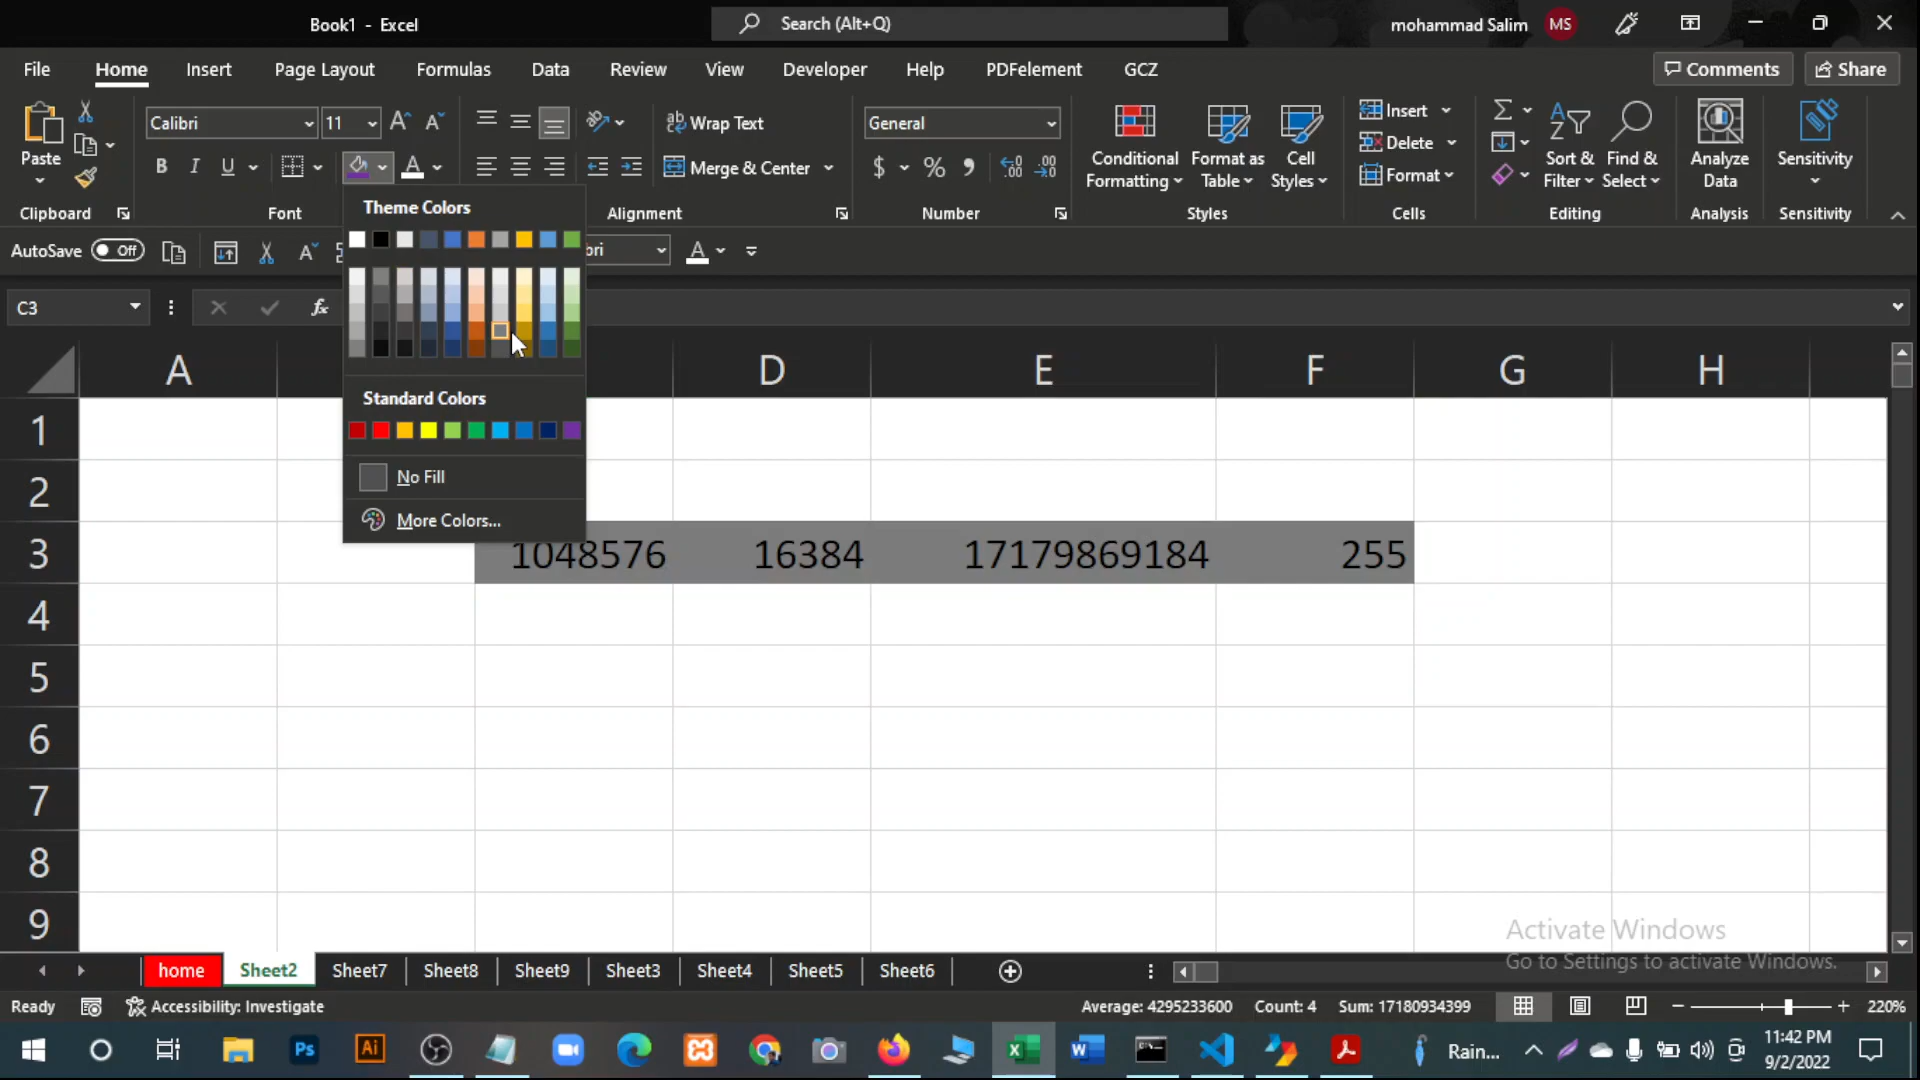 Book1 - Excel
Search (Alt+Q)
mohammad Salim
MS
File Home Insert Page Layout Formulas Data Review View Developer Help PDFelement GCZ
Comments
Share
Paste
Calibri
11
B I U
A
Wrap Text
Merge & Center
General
$ %
Conditional Formatting
Format as Table
Cell Styles
Insert
Delete
Format
Sort & Filter
Find & Select
Analyze Data
Sensitivity
Clipboard Font Alignment Number Styles Cells Editing Analysis Sensitivity
Theme Colors
AutoSave Off
bri
A
C3
fx
A D E F G H
Standard Colors
No Fill
More Colors...
1
2
3 1048576 16384 17179869184 255
4
5
6
7
8
9
Activate Windows
Go to Settings to activate Windows.
home Sheet2 Sheet7 Sheet8 Sheet9 Sheet3 Sheet4 Sheet5 Sheet6
Ready
Accessibility: Investigate
Average: 4295233600 Count: 4 Sum: 17180934399
220%
Ps
Ai
Rain...
11:42 PM
9/2/2022